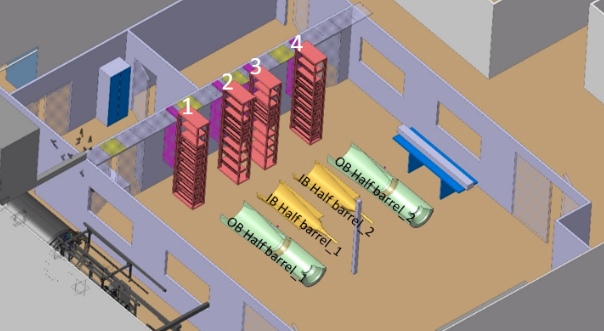 1
2
3
4
OB Half barrel_2
IB Half barrel_2
IB Half barrel_1
OB Half barrel_1